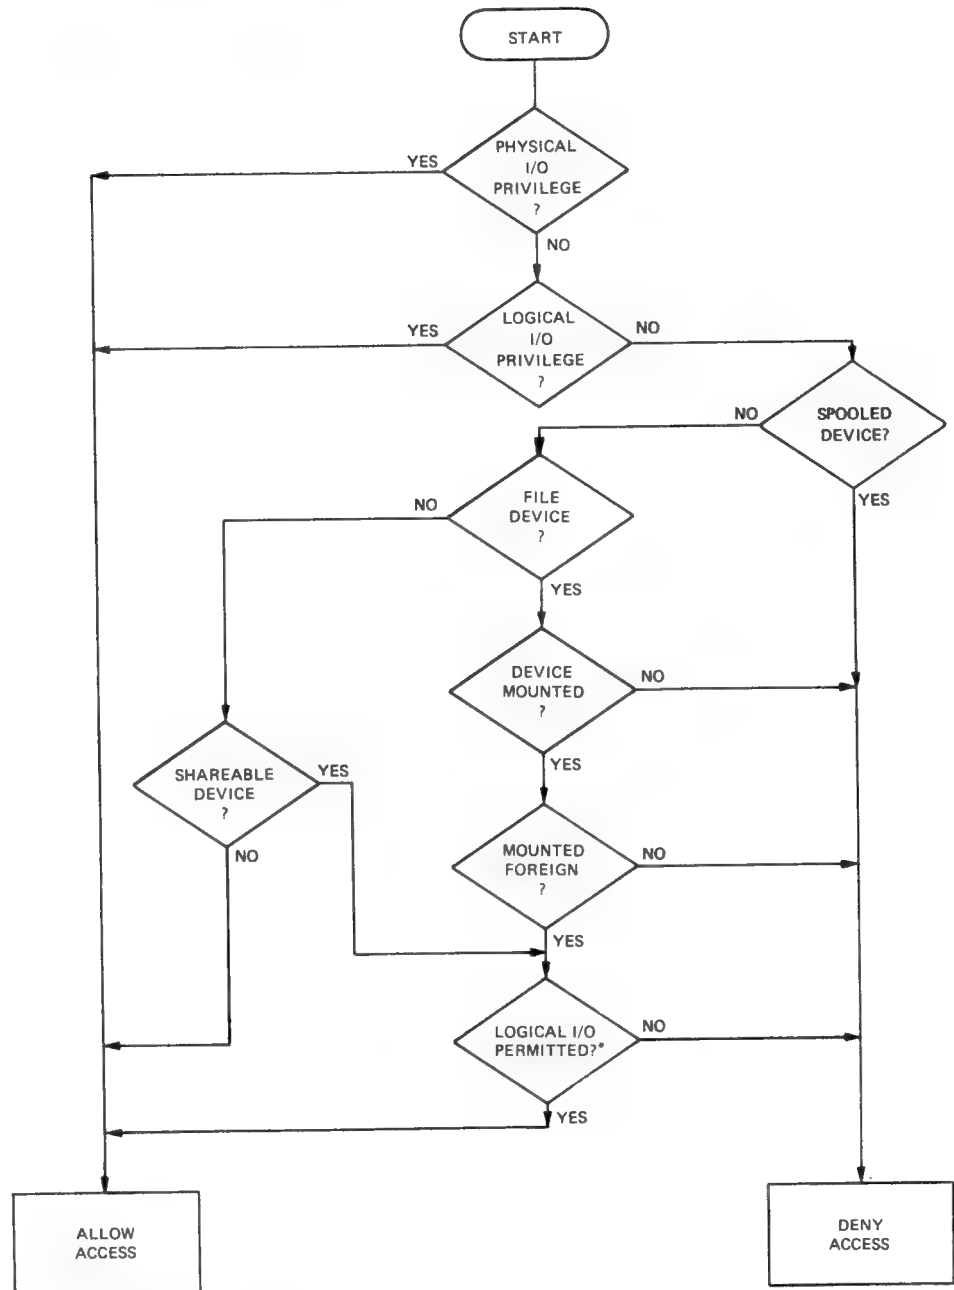 START
PHYSICAL
I/O
PRIVILEGE
?
YES
NO
LOGICAL
I/O
PRIVILEGE
?
YES
NO
SPOOLED
DEVICE?
NO
YES
FILE
DEVICE
?
NO
YES
DEVICE
MOUNTED
?
NO
YES
SHAREABLE
DEVICE
?
YES
NO
MOUNTED
FOREIGN
?
NO
YES
LOGICAL I/O
PERMITTED?*
NO
YES
ALLOW
ACCESS
DENY
ACCESS